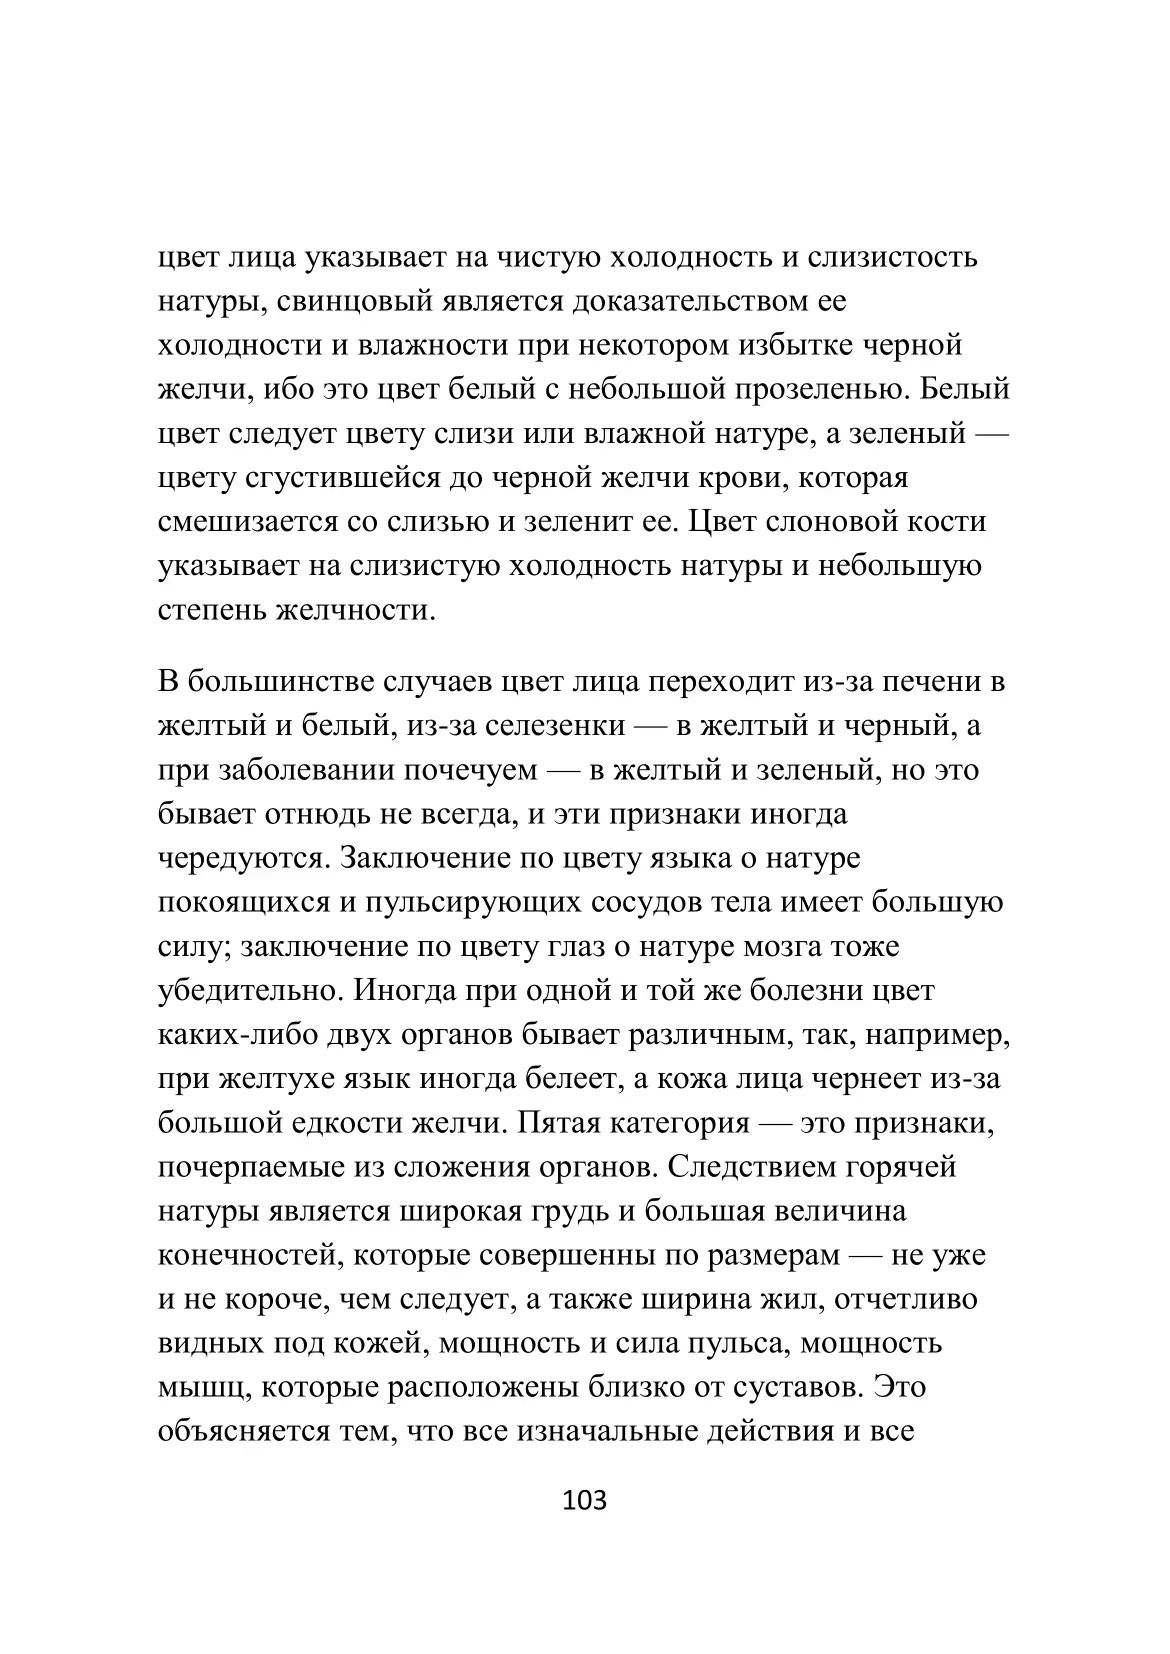 цвет лица указывает на чистую холодность и слизистость
натуры, свинцовый является доказательством ее
холодности и влажности при некотором избытке черной
желчи, ибо это цвет белый с небольшой прозеленью. Белый
цвет следует цвету слизи или влажной натуре, а зеленый —
цвету сгустившейся до черной желчи крови, которая
смешизается со слизью и зеленит ее. Цвет слоновой кости
указывает на слизистую холодность натуры и небольшую
степень желчности.
В большинстве случаев цвет лица переходит из-за печени в
желтый и белый, из-за селезенки — в желтый и черный, а
при заболевании почечуем — в желтый и зеленый, но это
бывает отнюдь не всегда, и эти признаки иногда
чередуются. Заключение по цвету языка о натуре
покоящихся и пульсирующих сосудов тела имеет большую
силу; заключение по цвету глаз о натуре мозга тоже
убедительно. Иногда при одной и той же болезни цвет
каких-либо двух органов бывает различным, так, например,
при желтухе язык иногда белеет, а кожа лица чернеет из-за
большой едкости желчи. Пятая категория — это признаки,
почерпаемые из сложения органов. Следствием горячей
натуры является широкая грудь и большая величина
конечностей, которые совершенны по размерам — не уже
и не короче, чем следует, а также ширина жил, отчетливо
видных под кожей, мощность и сила пульса, мощность
мышц, которые расположены близко от суставов. Это
объясняется тем, что все изначальные действия и все
103